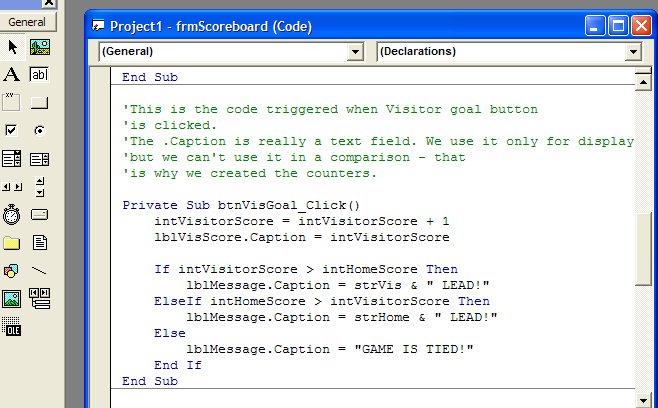 General
A
ab|
xv
OLE
Project1 - frmScoreboard (Code)
(General)
(Declarations)
End Sub
'This is the code triggered when Visitor goal button
'is clicked.
'The .Caption is really a text field. We use it only for display
'but we can't use it in a comparison - that
'is why we created the counters.
Private Sub btnVisGoal_Click()
intVisitorScore = intVisitorScore + 1
lblVisScore.Caption = intVisitorScore
If intVisitorScore > intHomeScore Then
lblMessage.Caption = strVis & " LEAD!"
ElseIf intHomeScore > intVisitorScore Then
lblMessage.Caption = strHome & " LEAD!"
Else
lblMessage.Caption = "GAME IS TIED!"
End If
End Sub